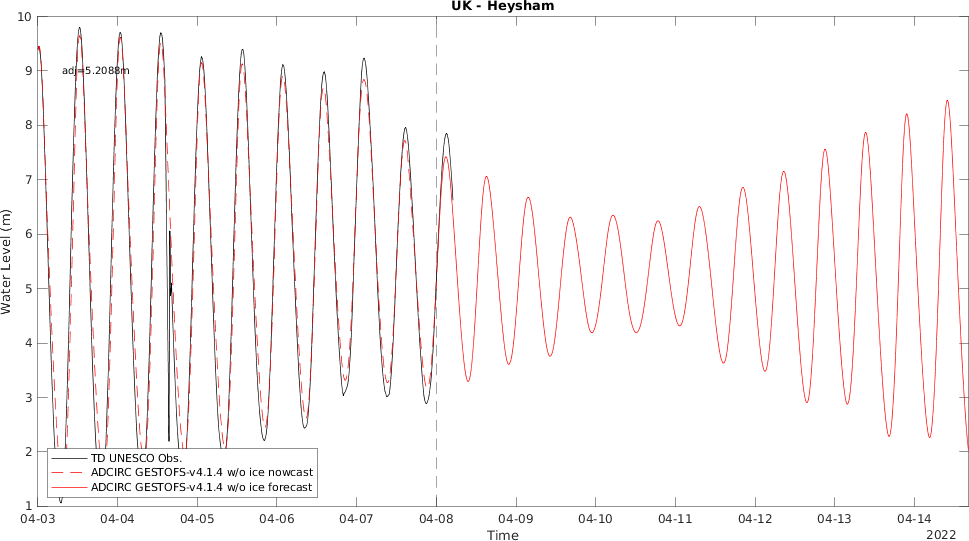 UK - Heysham
10
9
8
7
6
5
4
3
2
1
Water Level (m)
adj=5.2088m
TD UNESCO Obs.
ADCIRC GESTOFS-v4.1.4 w/o ice nowcast
ADCIRC GESTOFS-v4.1.4 w/o ice forecast
04-03 04-04 04-05 04-06 04-07 04-08 04-09 04-10 04-11 04-12 04-13 04-14
Time
2022